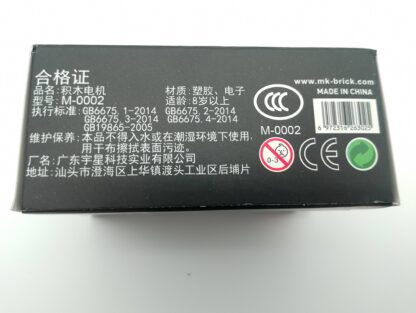 合格证
品名: 积木电机
材质: 塑胶、电子
型号: M-0002
适龄: 8岁以上
执行标准: GB6675.1-2014 GB6675.2-2014
GB6675.3-2014 GB6675.4-2014
GB19865-2005
维护保养: 本品不得入水或在潮湿环境下使用,
用干布擦拭表面污迹。
厂名: 广东宇星科技实业有限公司
地址: 汕头市澄海区上华镇渡头工业区后埔片
www.mk-brick.com
MADE IN CHINA
CCC
M-0002
6 972316 263025
0-3